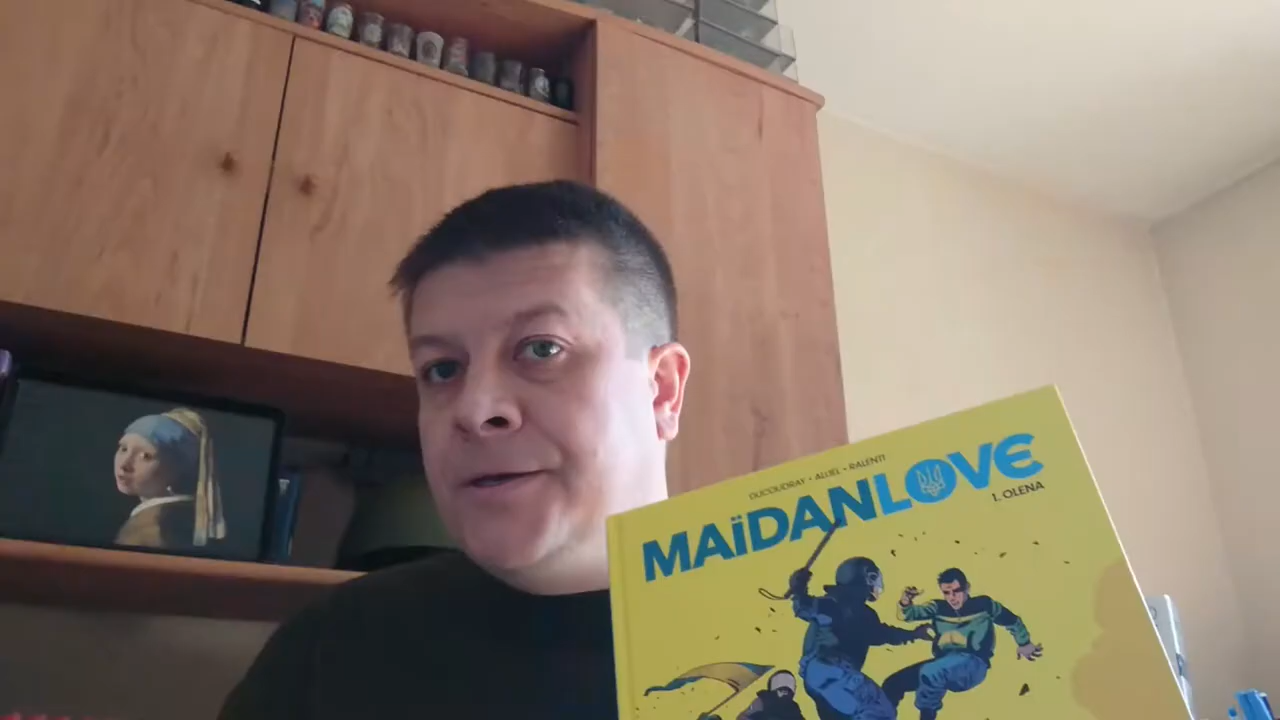 DUCOUDRAY • ALLIEL • RALENTI
MAÏDANLOVE
1. OLENA